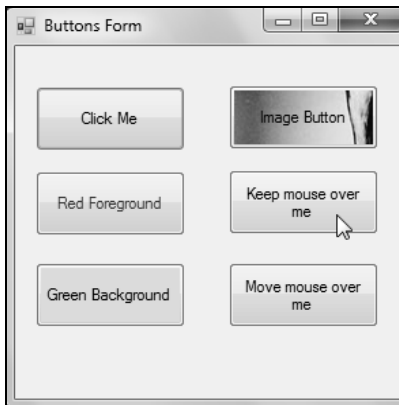 Buttons Form
Click Me
Image Button
Red Foreground
Keep mouse over
me
Green Background
Move mouse over
me